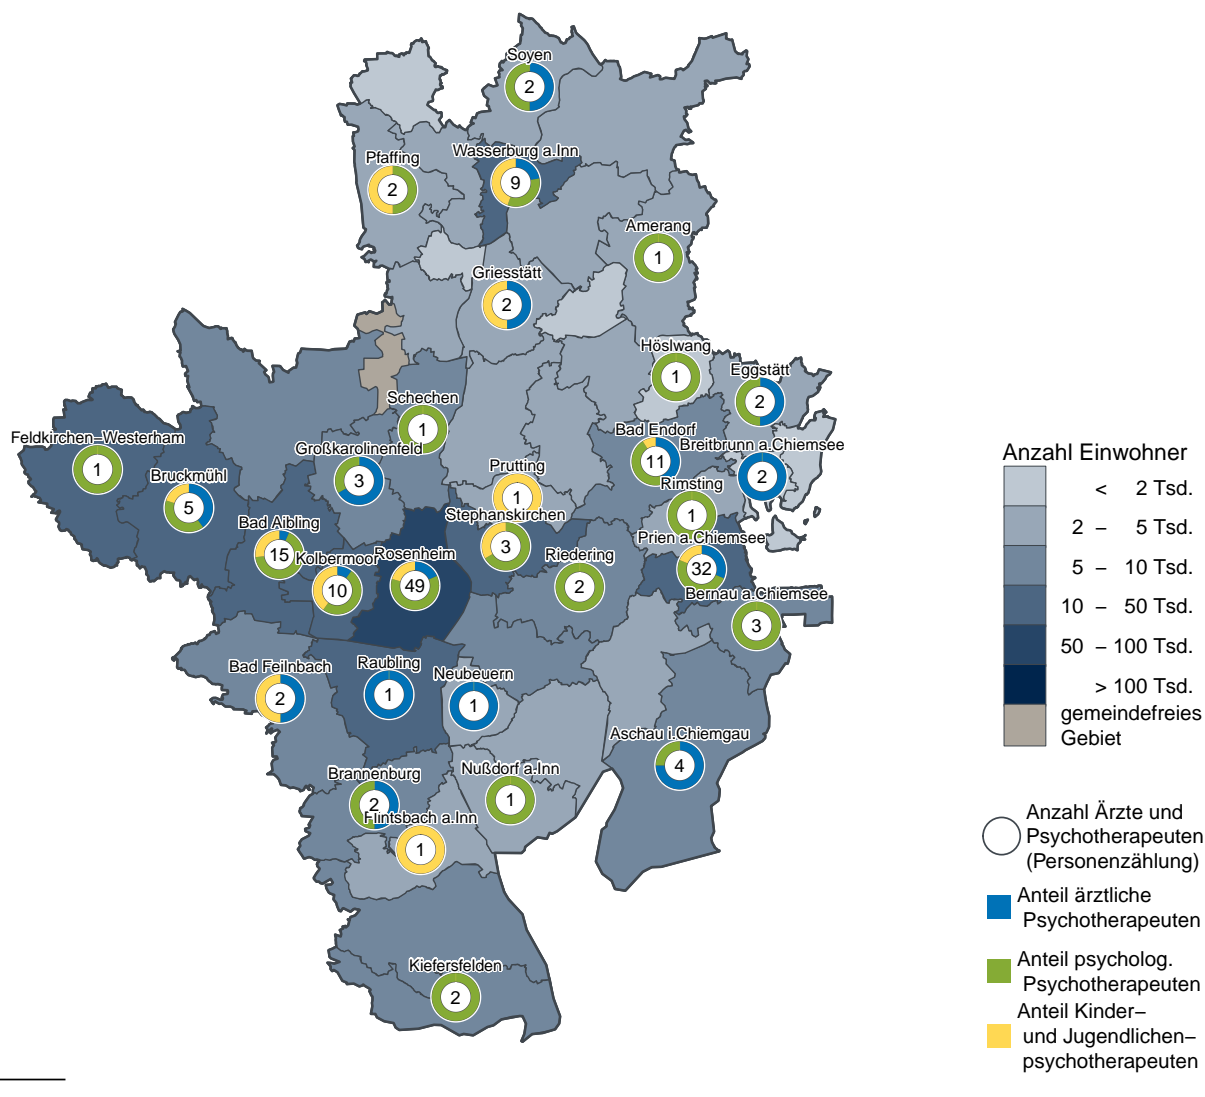 Soyen
2
Wasserburg a.Inn
9
Pfaffing
2
Amerang
1
Griesstätt
2
Höslwang
1
Eggstätt
2
Schechen
1
Feldkirchen−Westerham
1
Großkarolinenfeld
3
Bad Endorf
11
Breitbrunn a.Chiemsee
2
Bruckmühl
5
Prutting
1
Rimsting
1
Stephanskirchen
3
Bad Aibling
15
Kolbermoor
10
Rosenheim
49
Riedering
2
Prien a.Chiemsee
32
Bernau a.Chiemsee
3
Bad Feilnbach
2
Raubling
1
Neubeuern
1
Aschau i.Chiemgau
4
Brannenburg
2
Nußdorf a.Inn
1
Flintsbach a.Inn
1
Kiefersfelden
2
Anzahl Einwohner
< 2 Tsd.
2 − 5 Tsd.
5 − 10 Tsd.
10 − 50 Tsd.
50 − 100 Tsd.
> 100 Tsd.
gemeindefreies
Gebiet
Anzahl Ärzte und
Psychotherapeuten
(Personenzählung)
Anteil ärztliche
Psychotherapeuten
Anteil psycholog.
Psychotherapeuten
Anteil Kinder−
und Jugendlichen−
psychotherapeuten